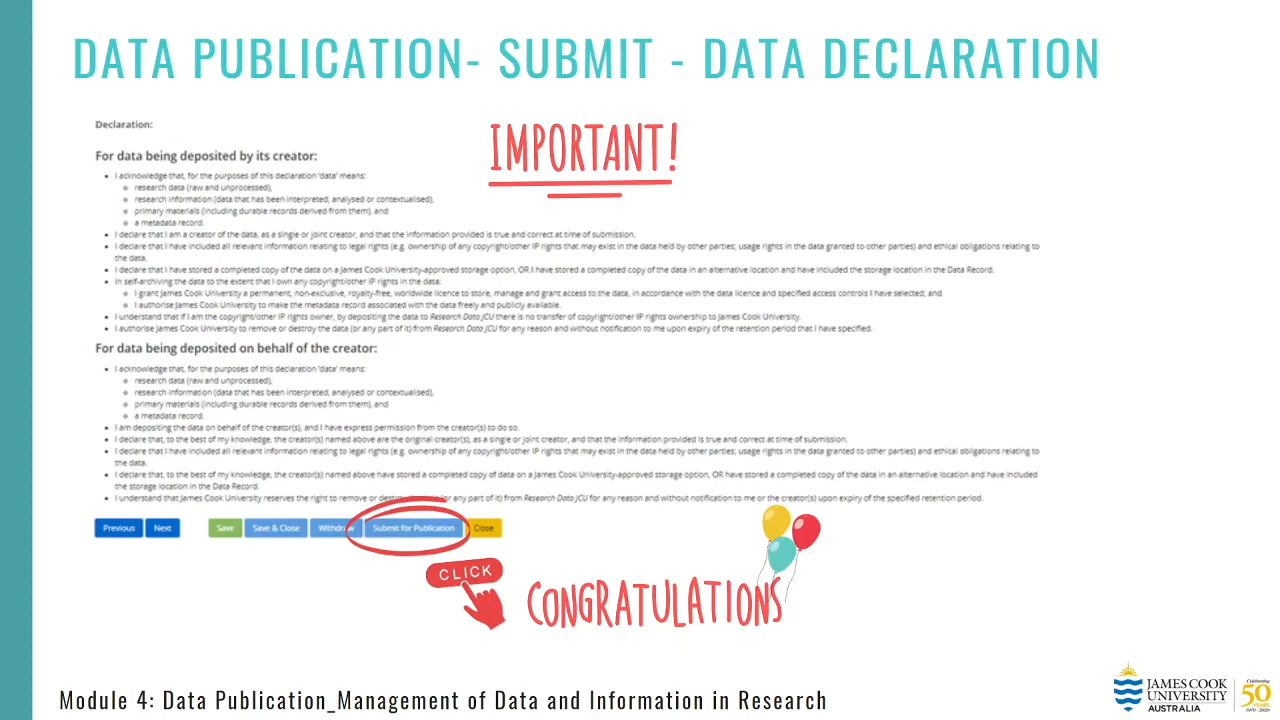 DATA PUBLICATION- SUBMIT - DATA DECLARATION
Declaration:
IMPORTANT!
For data being deposited by its creator:
I acknowledge that, for the purposes of this declaration 'data' means:
research data (raw and unprocessed),
research information (data that has been interpreted, analysed or contextualised),
primary materials (including durable records derived from them), and
a metadata record.
I declare that I am a creator of the data, as a single or joint creator, and that the information provided is true and correct at time of submission.
I declare that I have included all relevant information relating to legal rights (e.g. ownership of any copyright/other IP rights that may exist in the data held by other parties; usage rights in the data granted to other parties) and ethical obligations relating to
the data.
I declare that I have stored a completed copy of the data on a James Cook University-approved storage option, OR I have stored a completed copy of the data in an alternative location and have included the storage location in the Data Record.
In self-archiving the data to the extent that I own any copyright/other IP rights in the data:
I grant James Cook University a permanent, non-exclusive, royalty-free, worldwide licence to store, manage and grant access to the data, in accordance with the data licence and specified access controls I have selected; and
I authorise James Cook University to make the metadata record associated with the data freely and publicly available.
I understand that if I am the copyright/other IP rights owner, by depositing the data to Research Data JCU there is no transfer of copyright/other IP rights ownership to James Cook University.
I authorise James Cook University to remove or destroy the data (or any part of it) from Research Data JCU for any reason and without notification to me upon expiry of the retention period that I have specified.
For data being deposited on behalf of the creator:
I acknowledge that, for the purposes of this declaration 'data' means:
research data (raw and unprocessed),
research information (data that has been interpreted, analysed or contextualised),
primary materials (including durable records derived from them), and
a metadata record.
I am depositing the data on behalf of the creator(s), and I have express permission from the creator(s) to do so.
I declare that, to the best of my knowledge, the creator(s) named above are the original creator(s), as a single or joint creator, and that the information provided is true and correct at time of submission.
I declare that I have included all relevant information relating to legal rights (e.g. ownership of any copyright/other IP rights that may exist in the data held by other parties; usage rights in the data granted to other parties) and ethical obligations relating to
the data.
I declare that, to the best of my knowledge, the creator(s) named above have stored a completed copy of data on a James Cook University-approved storage option, OR have stored a completed copy of the data in an alternative location and have included
the storage location in the Data Record.
I understand that James Cook University reserves the right to remove or destroy (or any part of it) from Research Data JCU for any reason and without notification to me or the creator(s) upon expiry of the specified retention period.
Previous Next Save Save & Close Withdraw Submit for Publication Close
CLICK
CONGRATULATIONS
Module 4: Data Publication_Management of Data and Information in Research
JAMES COOK
UNIVERSITY
AUSTRALIA
Celebrating
50
YEARS
1970 - 2020